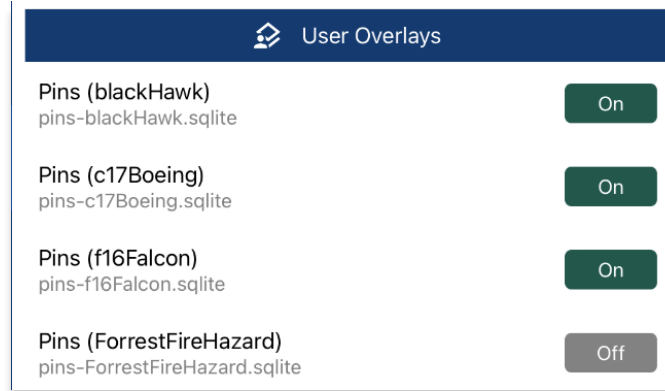 User Overlays
Pins (blackHawk)
pins-blackHawk.sqlite
On
Pins (c17Boeing)
pins-c17Boeing.sqlite
On
Pins (f16Falcon)
pins-f16Falcon.sqlite
On
Pins (ForrestFireHazard)
pins-ForrestFireHazard.sqlite
Off